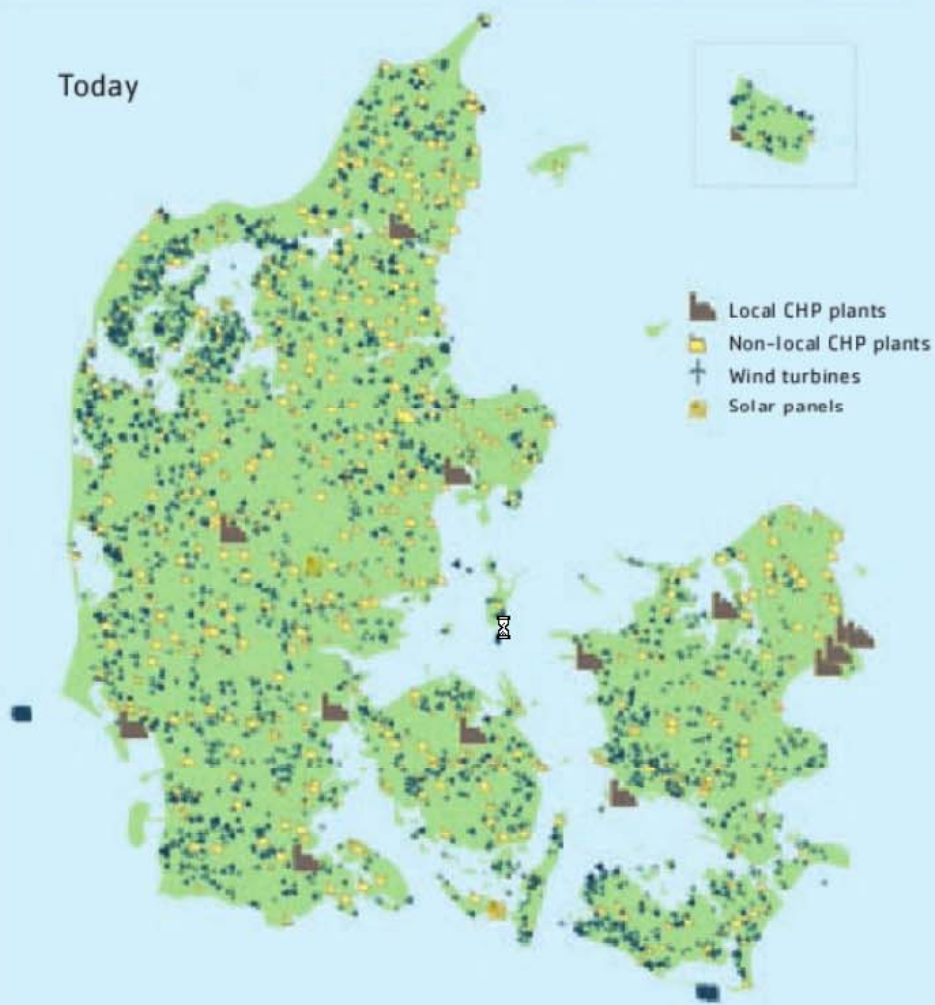 Today
Local CHP plants
Non-local CHP plants
Wind turbines
Solar panels